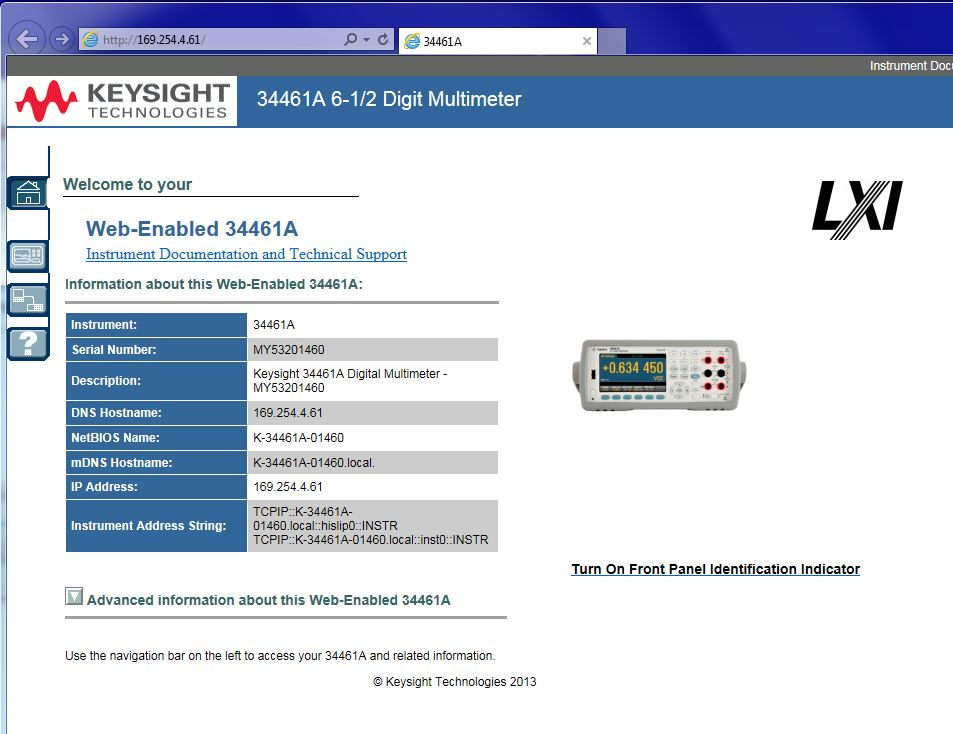 http://169.254.4.61/
34461A
Instrument Docu
KEYSIGHT
TECHNOLOGIES
34461A 6-1/2 Digit Multimeter
Welcome to your
LXI
Web-Enabled 34461A
Instrument Documentation and Technical Support
Information about this Web-Enabled 34461A:
Instrument: 34461A
Serial Number: MY53201460
Description: Keysight 34461A Digital Multimeter -
MY53201460
DNS Hostname: 169.254.4.61
NetBIOS Name: K-34461A-01460
mDNS Hostname: K-34461A-01460.local.
IP Address: 169.254.4.61
Instrument Address String: TCPIP::K-34461A-
01460.local::hislip0::INSTR
TCPIP::K-34461A-01460.local::inst0::INSTR
+0.634 450
VDC
Turn On Front Panel Identification Indicator
Advanced information about this Web-Enabled 34461A
Use the navigation bar on the left to access your 34461A and related information.
© Keysight Technologies 2013